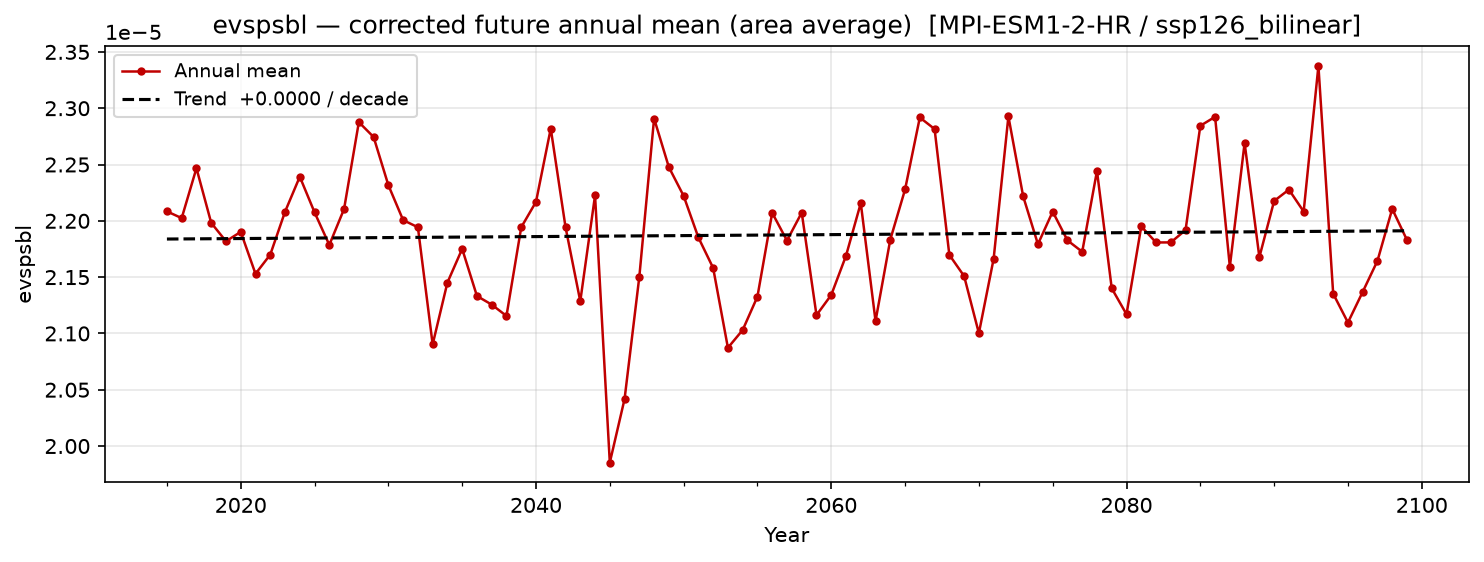 evspsbl — corrected future annual mean (area average)  [MPI-ESM1-2-HR / ssp126_bilinear]
1e−5
Annual mean
Trend  +0.0000 / decade
2.35
2.30
2.25
2.20
2.15
2.10
2.05
2.00
evspsbl
2020
2040
2060
2080
2100
Year